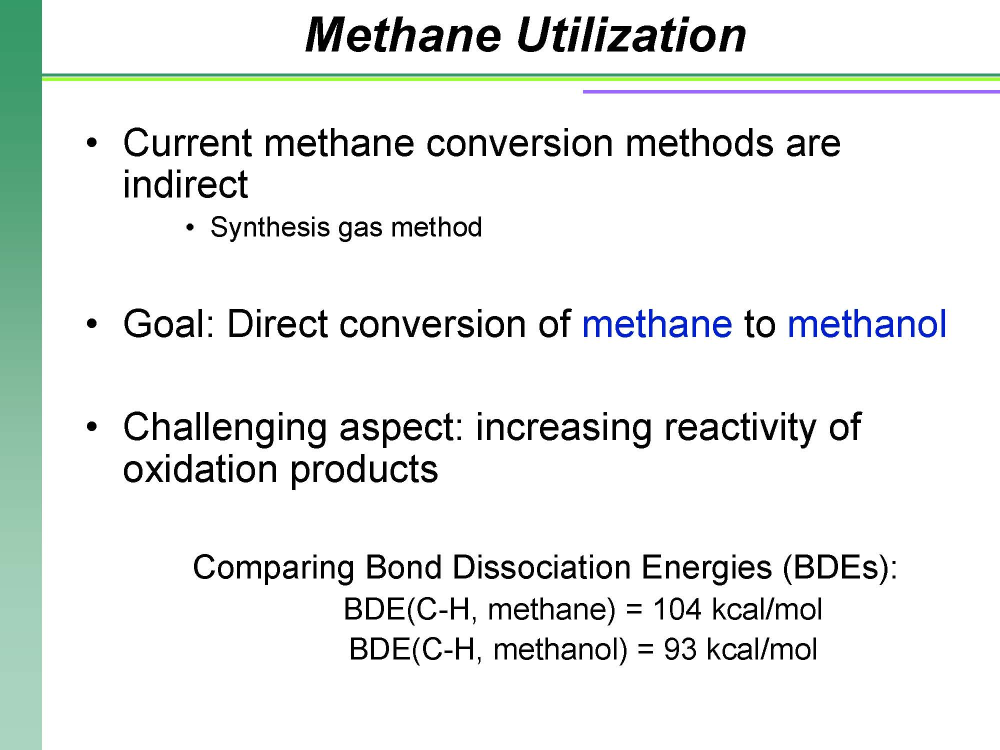 Methane Utilization
• Current methane conversion methods are
indirect
• Synthesis gas method
• Goal: Direct conversion of methane to methanol
• Challenging aspect: increasing reactivity of
oxidation products
Comparing Bond Dissociation Energies (BDEs):
BDE(C-H, methane) = 104 kcal/mol
BDE(C-H, methanol) = 93 kcal/mol